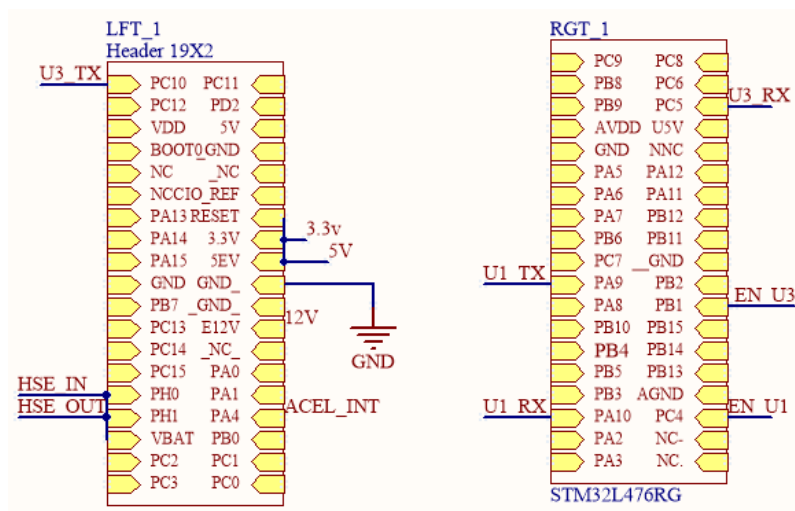 LFT_1
Header 19X2
U3_TX
PC10 PC11
PC12 PD2
VDD 5V
BOOT0_GND
NC _NC
NCCIO_REF
PA13 RESET
PA14 3.3V
3.3v
PA15 5EV
5V
GND GND_
PB7 _GND_
12V
PC13 E12V
GND
PC14 _NC_
PC15 PA0
HSE_IN
PH0 PA1
HSE_OUT
PH1 PA4
ACEL_INT
VBAT PB0
PC2 PC1
PC3 PC0
RGT_1
PC9 PC8
PB8 PC6
PB9 PC5
U3_RX
AVDD U5V
GND NNC
PA5 PA12
PA6 PA11
PA7 PB12
PB6 PB11
PC7 __GND
U1_TX
PA9 PB2
PA8 PB1
EN_U3
PB10 PB15
PB4 PB14
PB5 PB13
PB3 AGND
U1_RX
PA10 PC4
EN_U1
PA2 NC-
PA3 NC.
STM32L476RG